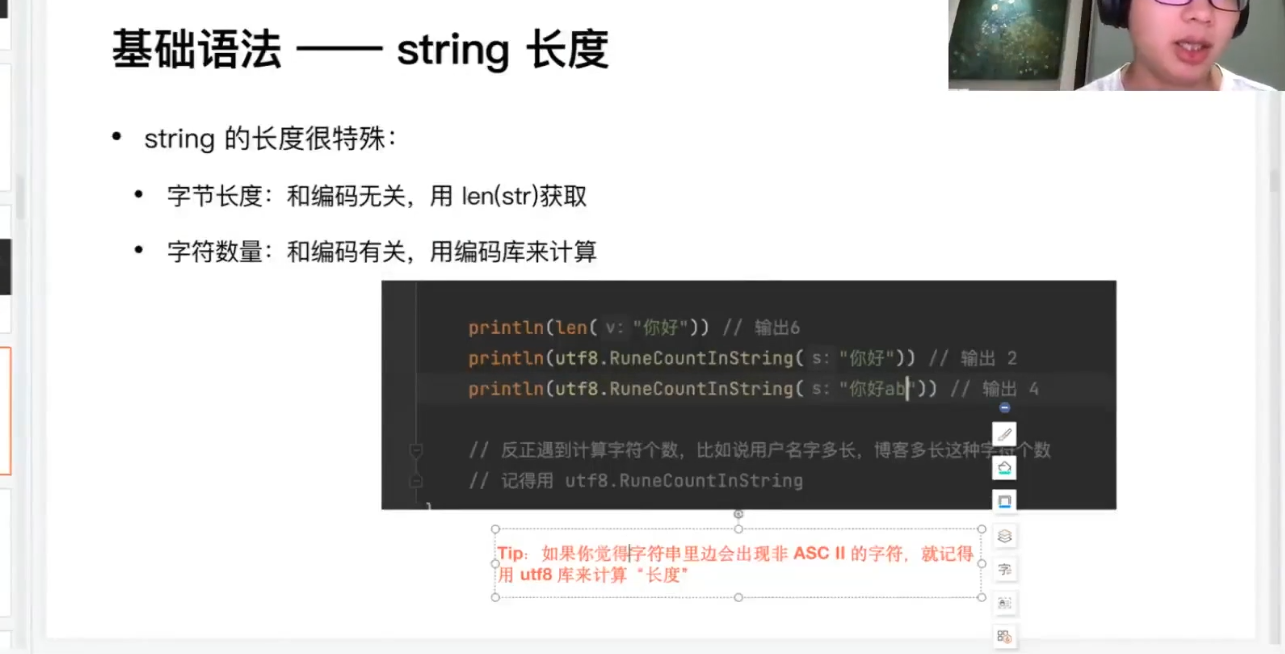 基础语法 —— string 长度
• string 的长度很特殊：
• 字节长度：和编码无关，用 len(str)获取
• 字符数量：和编码有关，用编码库来计算
println(len( v: "你好")) // 输出6
println(utf8.RuneCountInString( s: "你好")) // 输出 2
println(utf8.RuneCountInString( s: "你好ab")) // 输出 4
// 反正遇到计算字符个数，比如说用户名字多长，博客多长这种字符个数
// 记得用 utf8.RuneCountInString
}
Tip：如果你觉得字符串里边会出现非 ASC II 的字符，就记得
用 utf8 库来计算“长度”
字